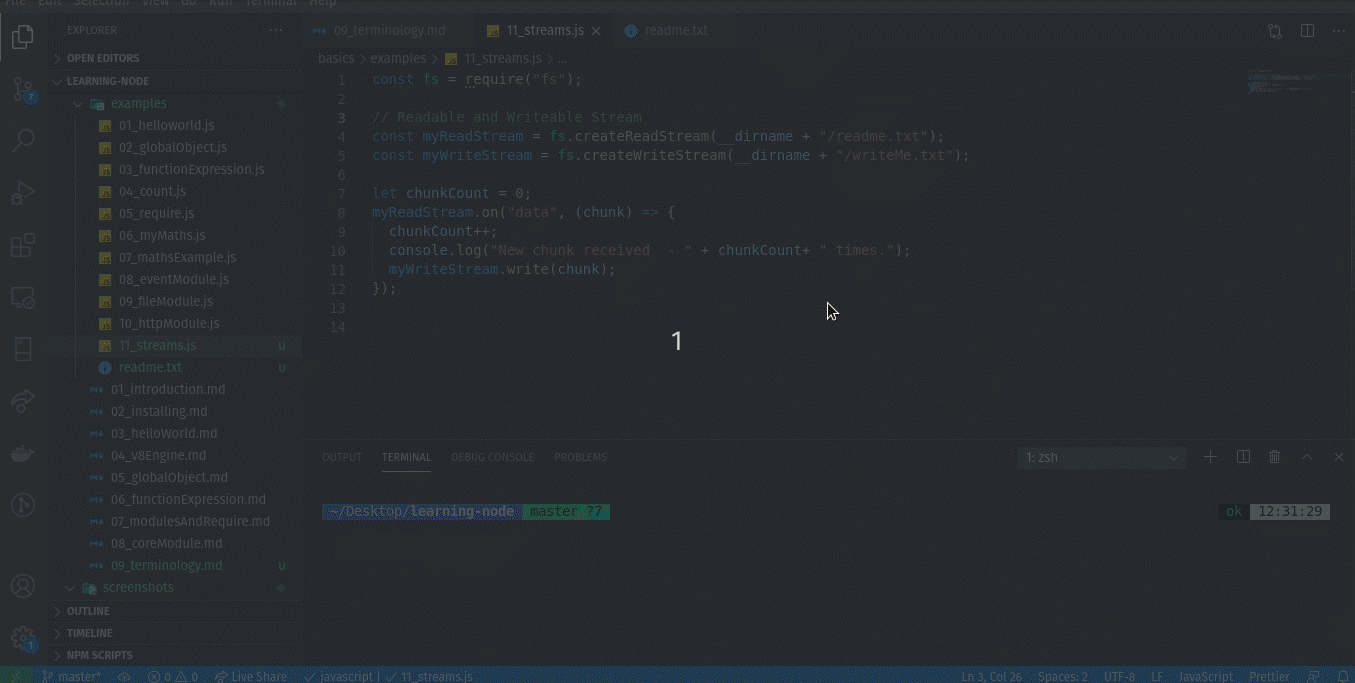 File Edit Selection View Go Run Terminal Help
EXPLORER
OPEN EDITORS
LEARNING-NODE
examples
01_helloworld.js
02_globalObject.js
03_functionExpression.js
04_count.js
05_require.js
06_myMaths.js
07_mathsExample.js
08_eventModule.js
09_fileModule.js
10_httpModule.js
11_streams.js U
readme.txt U
01_introduction.md
02_installing.md
03_helloWorld.md
04_v8Engine.md
05_globalObject.md
06_functionExpression.md
07_modulesAndRequire.md
08_coreModule.md
09_terminology.md U
screenshots
OUTLINE
TIMELINE
NPM SCRIPTS
7
1
09_terminology.md 11_streams.js readme.txt
basics > examples > 11_streams.js > ...
1 const fs = require("fs");
2
3 // Readable and Writeable Stream
4 const myReadStream = fs.createReadStream(__dirname + "/readme.txt");
5 const myWriteStream = fs.createWriteStream(__dirname + "/writeMe.txt");
6
7 let chunkCount = 0;
8 myReadStream.on("data", (chunk) => {
9 chunkCount++;
10 console.log("New chunk received  - " + chunkCount+ " times.");
11 myWriteStream.write(chunk);
12 });
13
14
1
OUTPUT TERMINAL DEBUG CONSOLE PROBLEMS 1: zsh
~/Desktop/learning-node master ?7 ok 12:31:29
master* 0 0 Live Share javascript | 11_streams.js Ln 3, Col 26 Spaces: 2 UTF-8 LF JavaScript Prettier